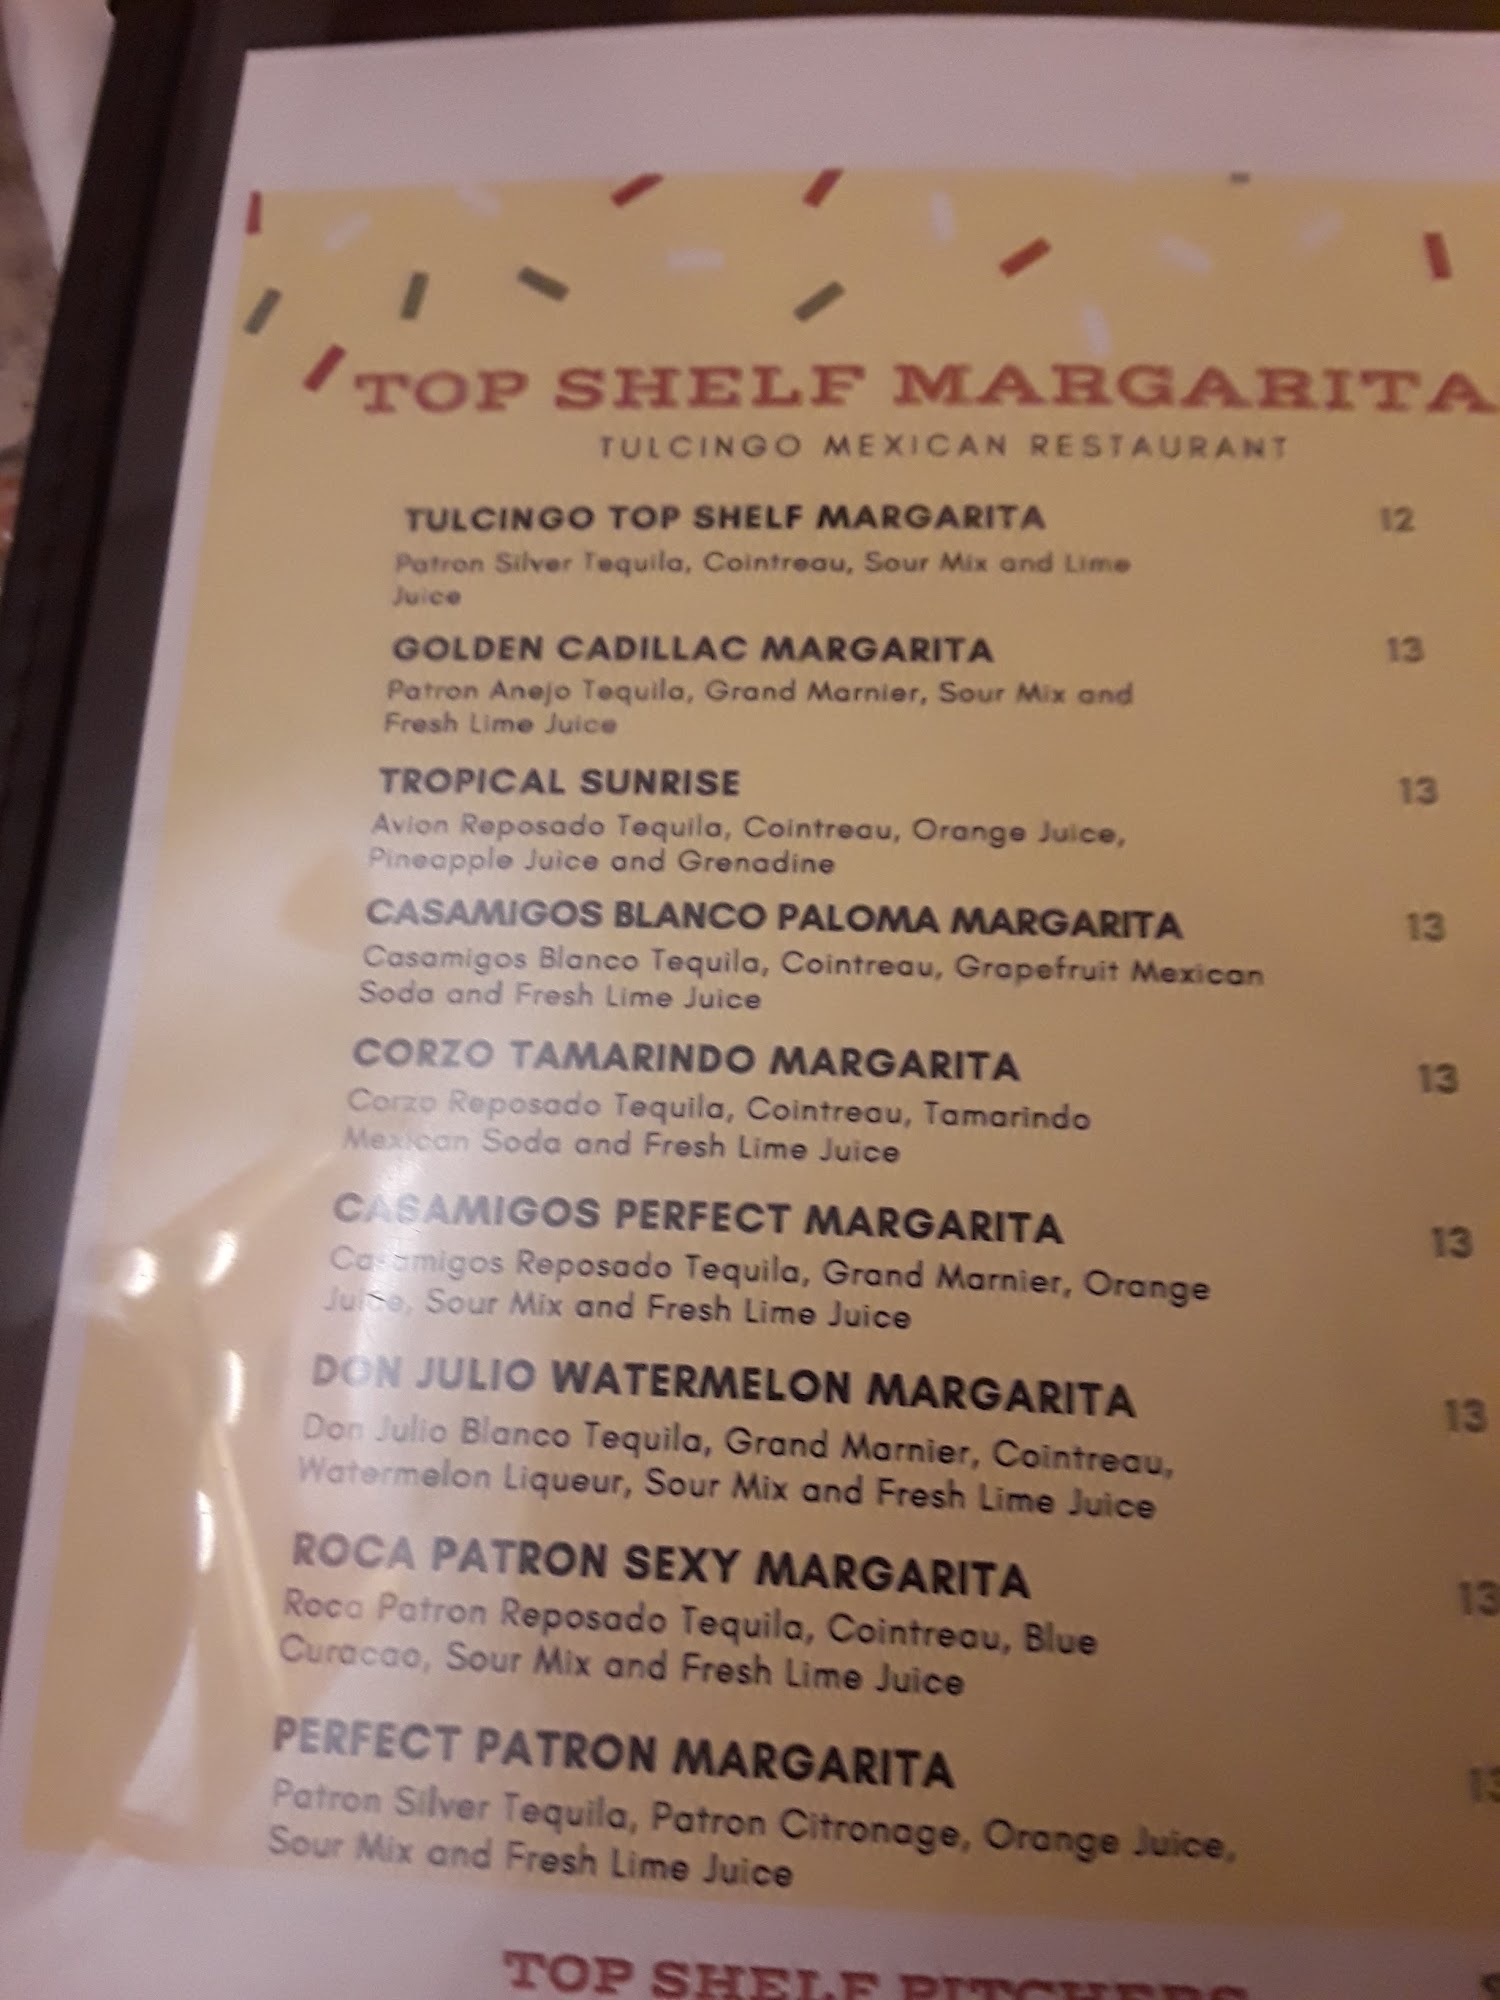 TOP SHELF MARGARITA
TULCINGO MEXICAN RESTAURANT
TULCINGO TOP SHELF MARGARITA 12
Patron Silver Tequila, Cointreau, Sour Mix and Lime
Juice
GOLDEN CADILLAC MARGARITA 13
Patron Anejo Tequila, Grand Marnier, Sour Mix and
Fresh Lime Juice
TROPICAL SUNRISE 13
Avion Reposado Tequila, Cointreau, Orange Juice,
Pineapple Juice and Grenadine
CASAMIGOS BLANCO PALOMA MARGARITA 13
Casamigos Blanco Tequila, Cointreau, Grapefruit Mexican
Soda and Fresh Lime Juice
CORZO TAMARINDO MARGARITA 13
Corzo Reposado Tequila, Cointreau, Tamarindo
Mexican Soda and Fresh Lime Juice
CASAMIGOS PERFECT MARGARITA 13
Casamigos Reposado Tequila, Grand Marnier, Orange
Juice, Sour Mix and Fresh Lime Juice
DON JULIO WATERMELON MARGARITA 13
Don Julio Blanco Tequila, Grand Marnier, Cointreau,
Watermelon Liqueur, Sour Mix and Fresh Lime Juice
ROCA PATRON SEXY MARGARITA 13
Roca Patron Reposado Tequila, Cointreau, Blue
Curacao, Sour Mix and Fresh Lime Juice
PERFECT PATRON MARGARITA 13
Patron Silver Tequila, Patron Citronage, Orange Juice,
Sour Mix and Fresh Lime Juice
TOP SHELF PITCHERS